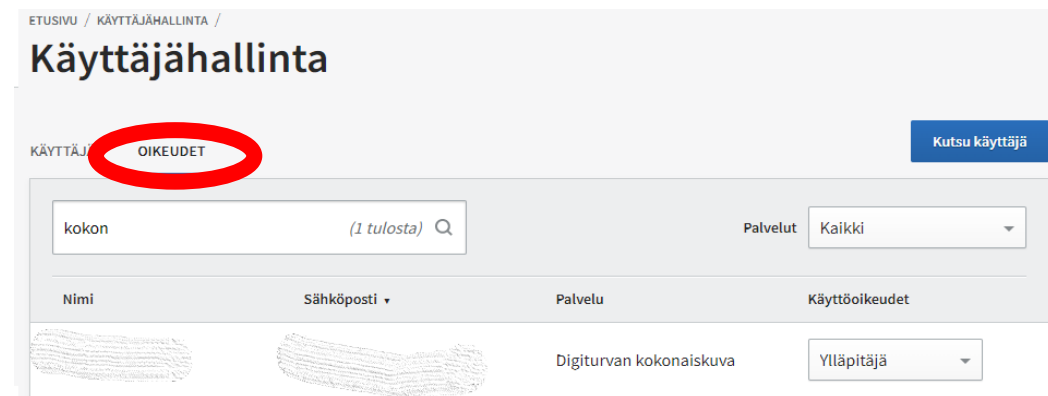 ETUSIVU / KÄYTTÄJÄHALLINTA /
Käyttäjähallinta
OIKEUDET
Kutsu käyttäjä
kokon (1 tulosta)
Palvelut Kaikki
Nimi Sähköposti Palvelu Käyttöoikeudet
Digiturvan kokonaiskuva Ylläpitäjä